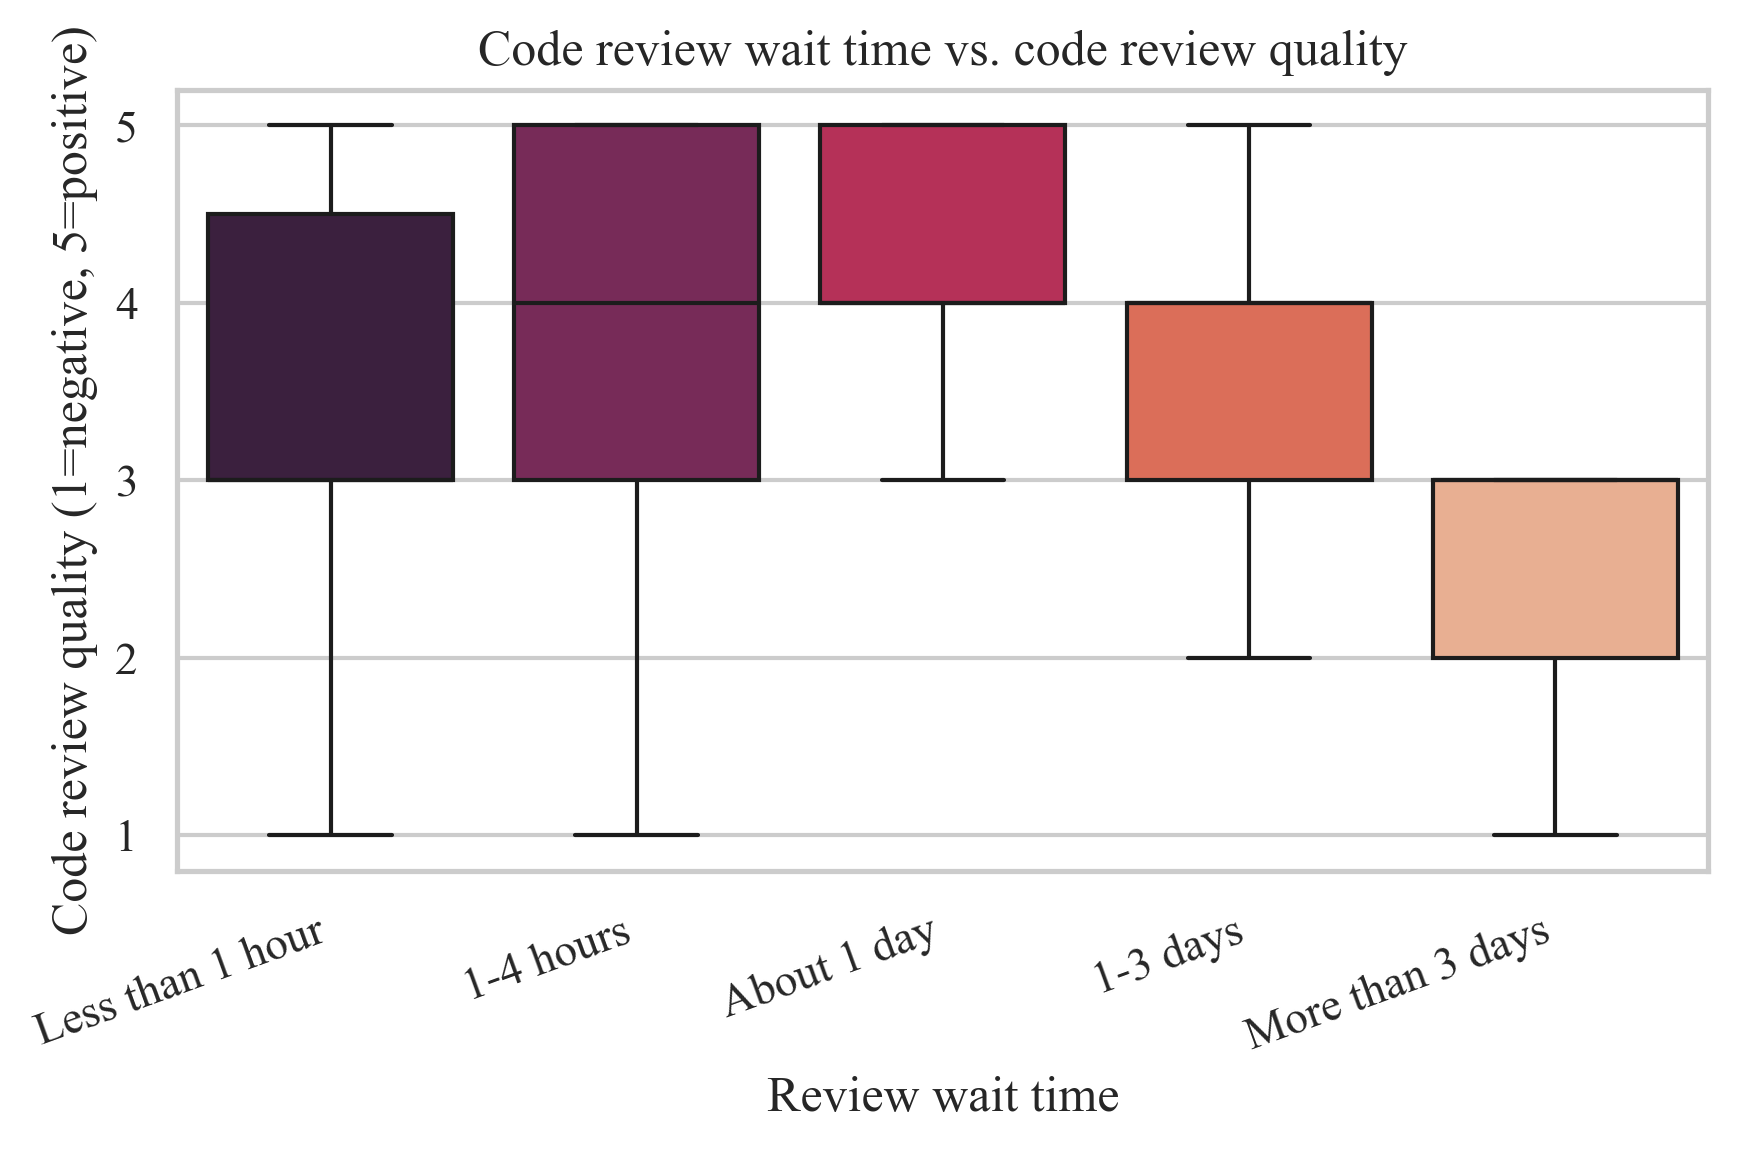 Code review wait time vs. code review quality
Code review quality (1=negative, 5=positive)
5
4
3
2
1
Less than 1 hour
1-4 hours
About 1 day
1-3 days
More than 3 days
Review wait time